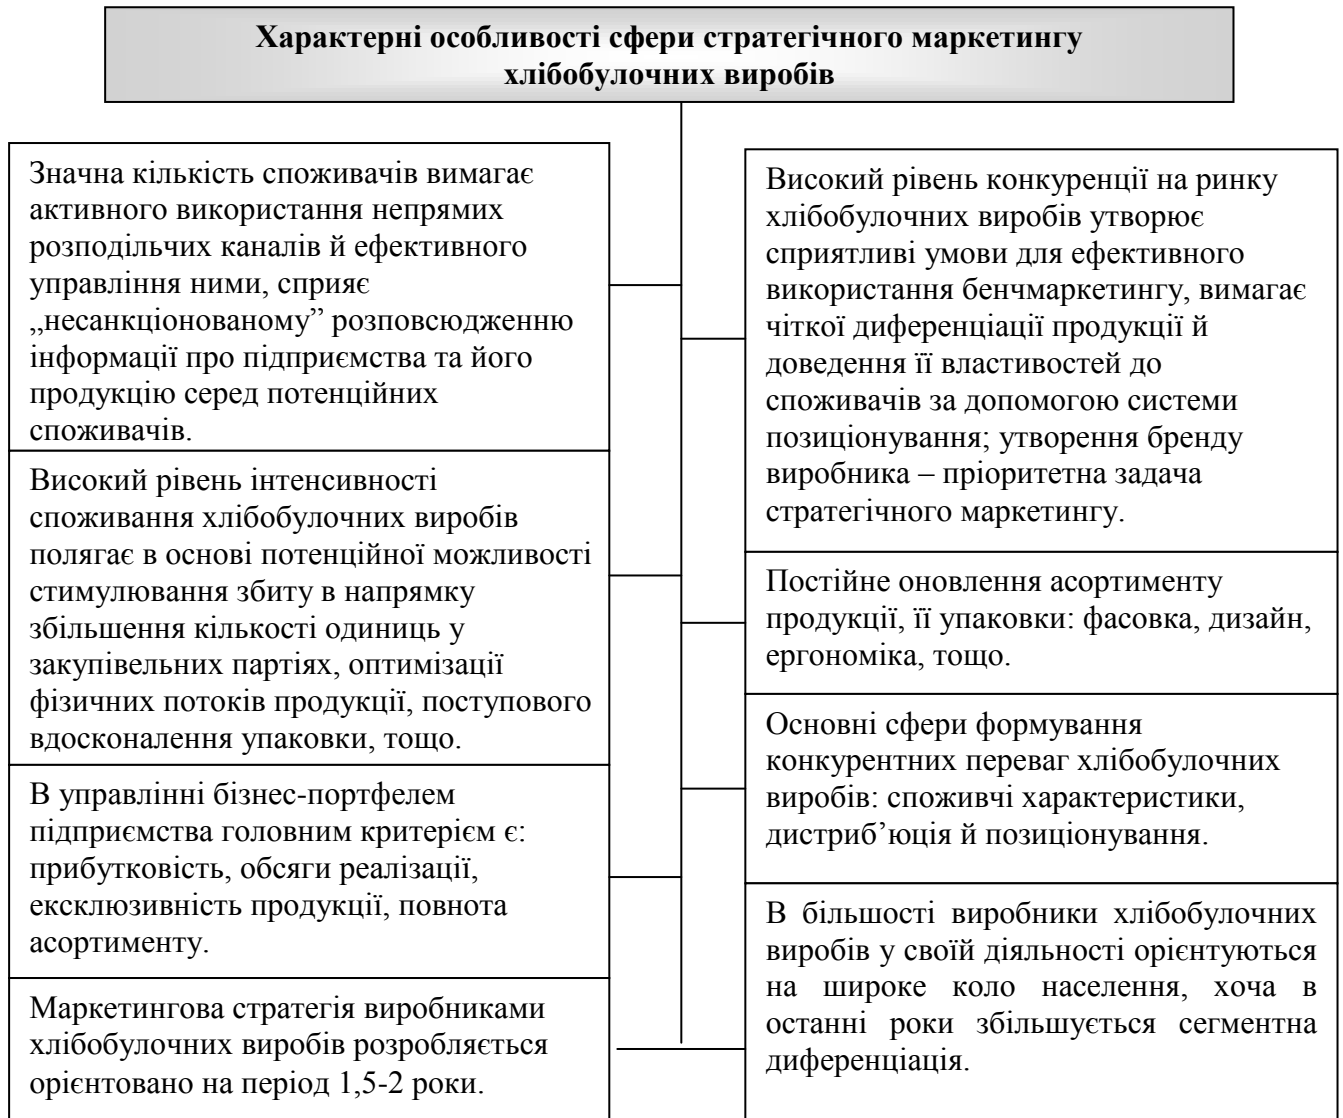 Характерні особливості сфери стратегічного маркетингу
хлібобулочних виробів
Значна кількість споживачів вимагає
активного використання непрямих
розподільчих каналів й ефективного
управління ними, сприяє
„несанкціонованому” розповсюдженню
інформації про підприємства та його
продукцію серед потенційних
споживачів.
Високий рівень інтенсивності
споживання хлібобулочних виробів
полягає в основі потенційної можливості
стимулювання збиту в напрямку
збільшення кількості одиниць у
закупівельних партіях, оптимізації
фізичних потоків продукції, поступового
вдосконалення упаковки, тощо.
В управлінні бізнес-портфелем
підприємства головним критерієм є:
прибутковість, обсяги реалізації,
ексклюзивність продукції, повнота
асортименту.
Маркетингова стратегія виробниками
хлібобулочних виробів розробляється
орієнтовано на період 1,5-2 роки.
Високий рівень конкуренції на ринку
хлібобулочних виробів утворює
сприятливі умови для ефективного
використання бенчмаркетингу, вимагає
чіткої диференціації продукції й
доведення її властивостей до
споживачів за допомогою системи
позиціонування; утворення бренду
виробника – пріоритетна задача
стратегічного маркетингу.
Постійне оновлення асортименту
продукції, її упаковки: фасовка, дизайн,
ергономіка, тощо.
Основні сфери формування
конкурентних переваг хлібобулочних
виробів: споживчі характеристики,
дистриб’юція й позиціонування.
В більшості виробники хлібобулочних
виробів у своїй діяльності орієнтуються
на широке коло населення, хоча в
останні роки збільшується сегментна
диференціація.